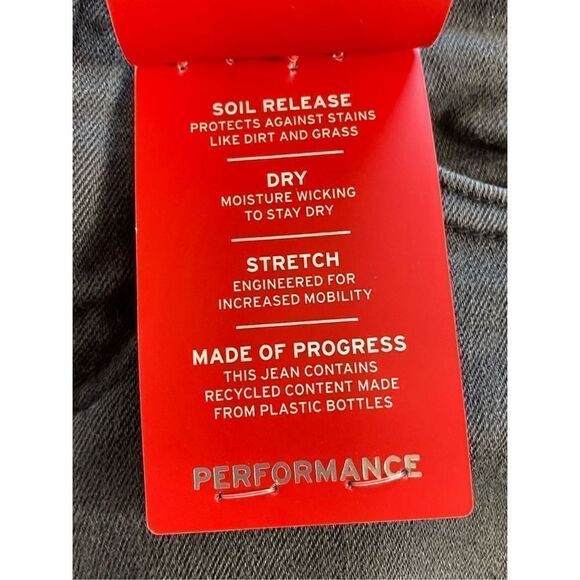 SOIL RELEASE
PROTECTS AGAINST STAINS
LIKE DIRT AND GRASS
DRY
MOISTURE WICKING
TO STAY DRY
STRETCH
ENGINEERED FOR
INCREASED MOBILITY
MADE OF PROGRESS
THIS JEAN CONTAINS
RECYCLED CONTENT MADE
FROM PLASTIC BOTTLES
PERFORMANCE